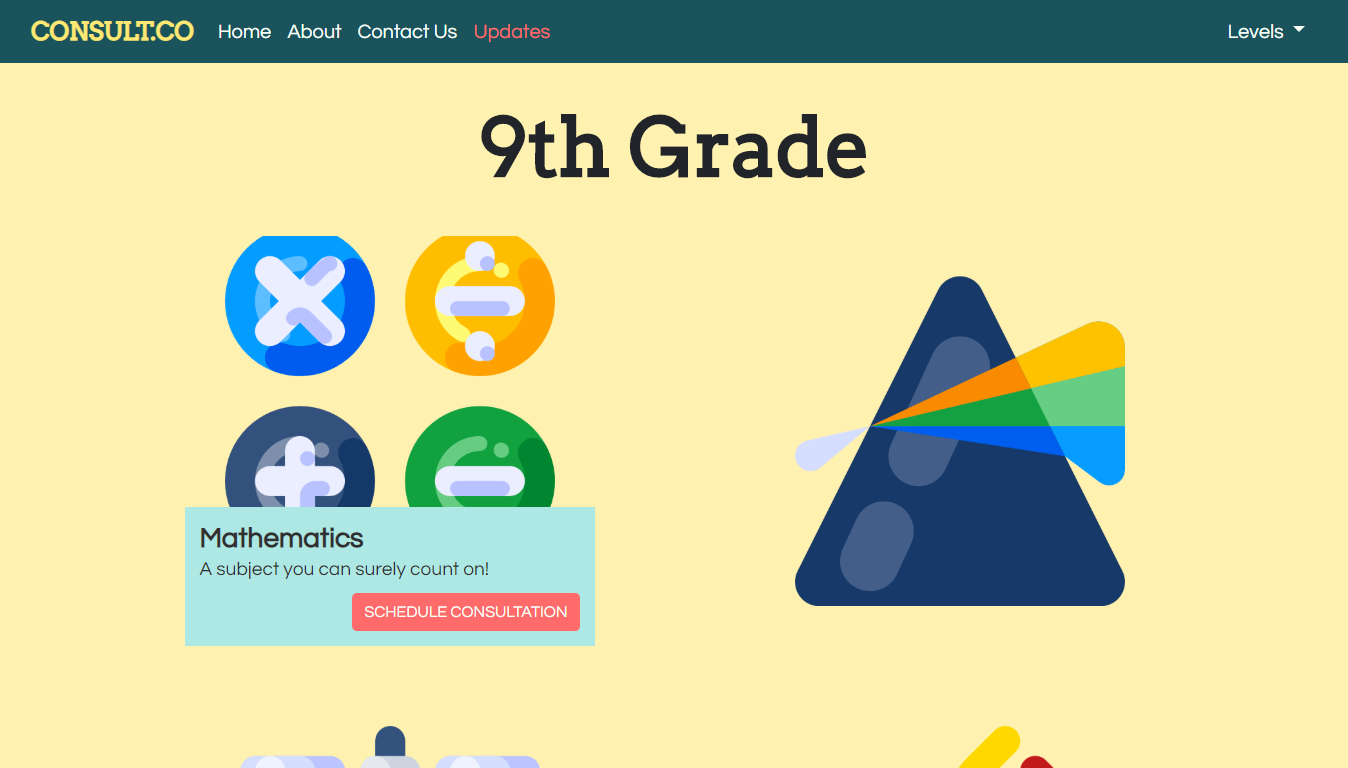 CONSULT.CO Home About Contact Us Updates Levels
9th Grade
Mathematics
A subject you can surely count on!
SCHEDULE CONSULTATION